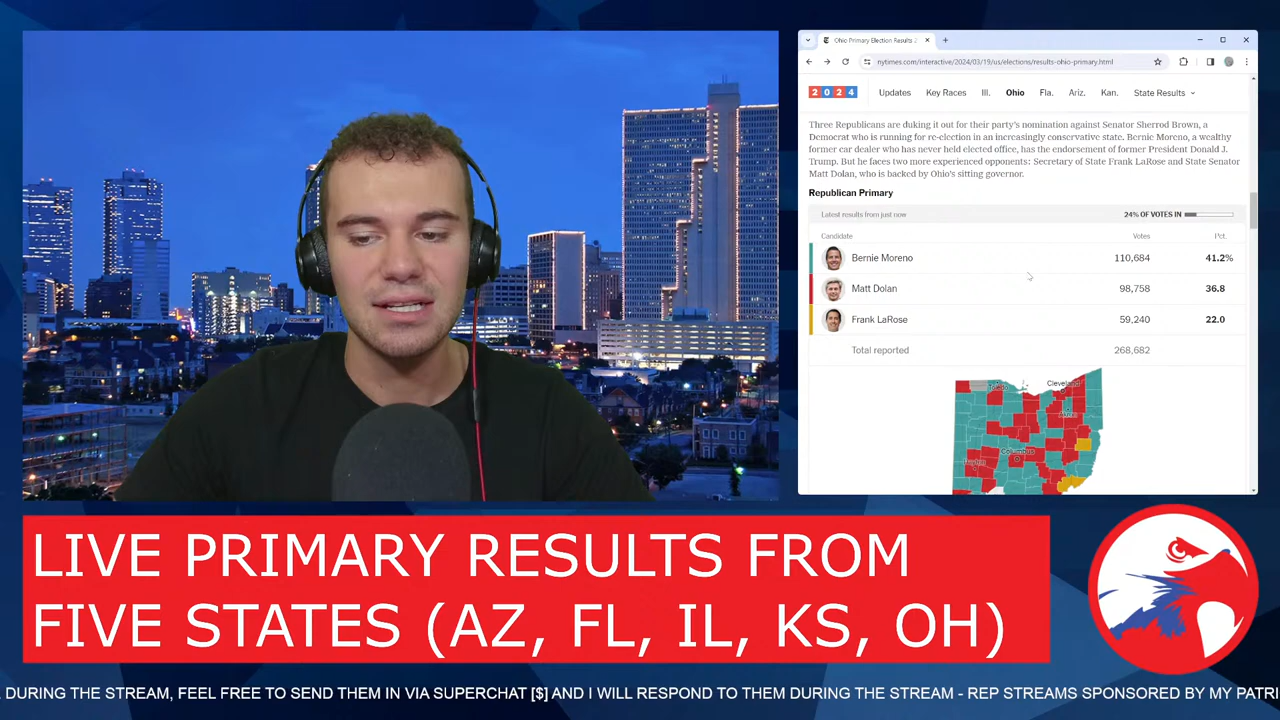 Ohio Primary Election Results 2
nytimes.com/interactive/2024/03/19/us/elections/results-ohio-primary.html
2024 Updates Key Races Ill. Ohio Fla. Ariz. Kan. State Results
Three Republicans are duking it out for their party's nomination against Senator Sherrod Brown, a
Democrat who is running for re-election in an increasingly conservative state. Bernie Moreno, a wealthy
former car dealer who has never held elected office, has the endorsement of former President Donald J.
Trump. But he faces two more experienced opponents: Secretary of State Frank LaRose and State Senator
Matt Dolan, who is backed by Ohio's sitting governor.
Republican Primary
Latest results from just now 24% OF VOTES IN
Candidate Votes Pct.
Bernie Moreno 110,684 41.2%
Matt Dolan 98,758 36.8
Frank LaRose 59,240 22.0
Total reported 268,682
Cleveland
Columbus
Dayton
LIVE PRIMARY RESULTS FROM
FIVE STATES (AZ, FL, IL, KS, OH)
DURING THE STREAM, FEEL FREE TO SEND THEM IN VIA SUPERCHAT [$] AND I WILL RESPOND TO THEM DURING THE STREAM - REP STREAMS SPONSORED BY MY PATRI